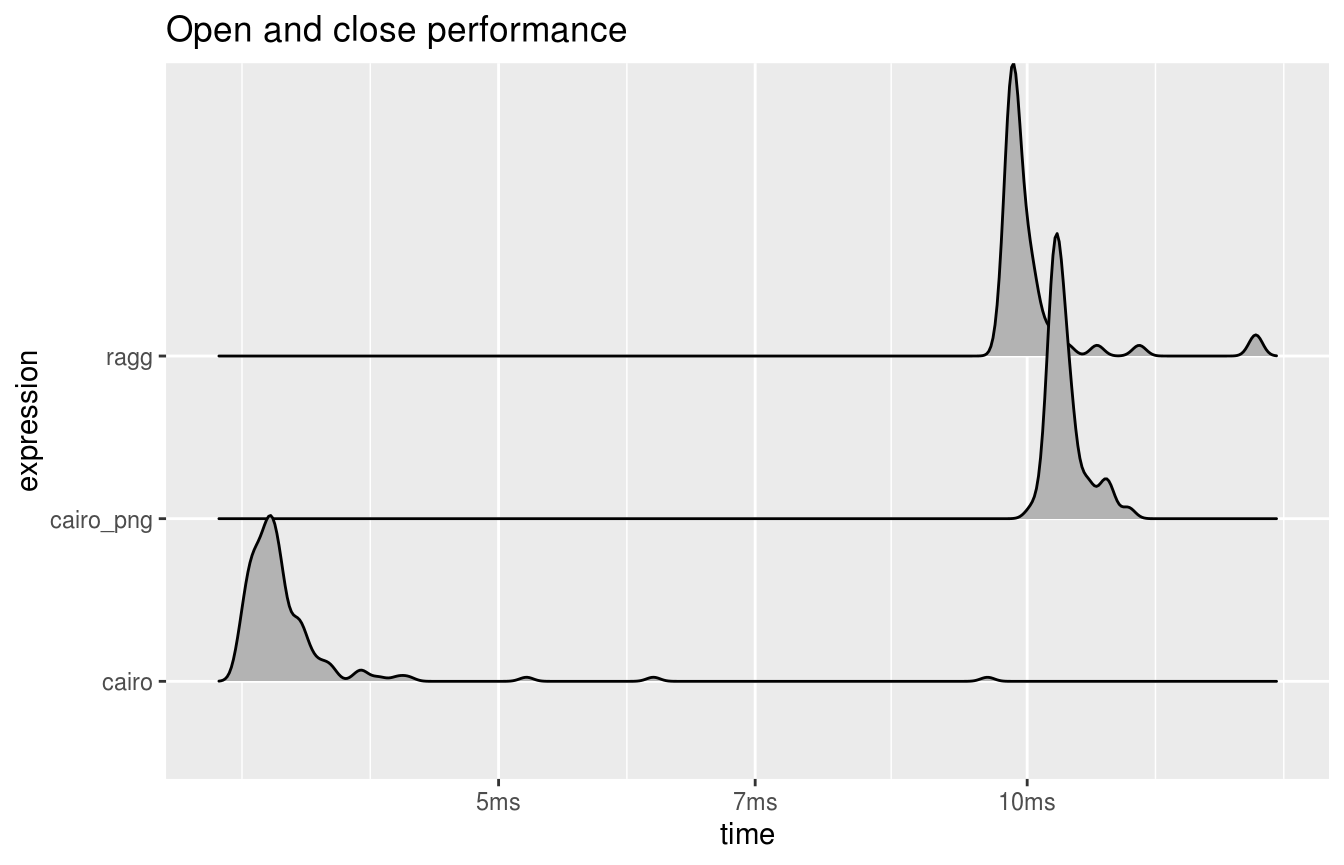 Open and close performance
ragg
cairo_png
cairo
expression
5ms
7ms
10ms
time